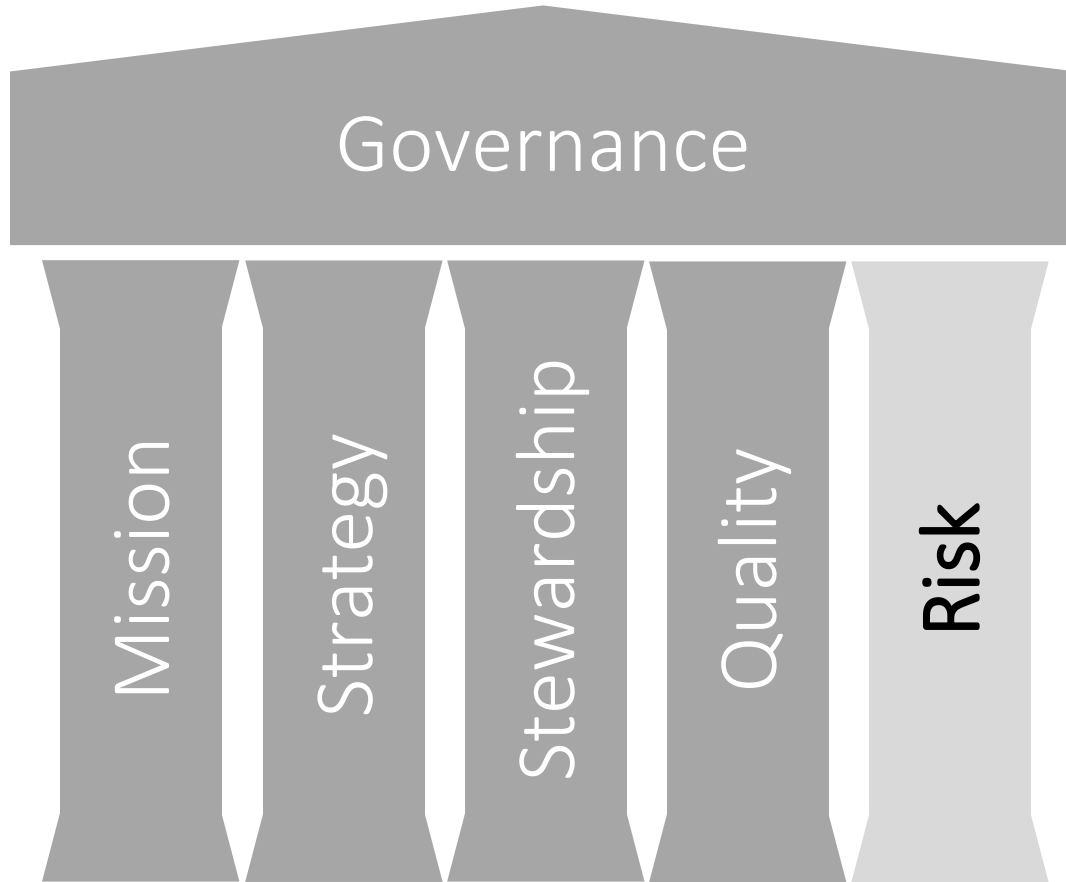 Governance
Mission
Strategy
Stewardship
Quality
Risk